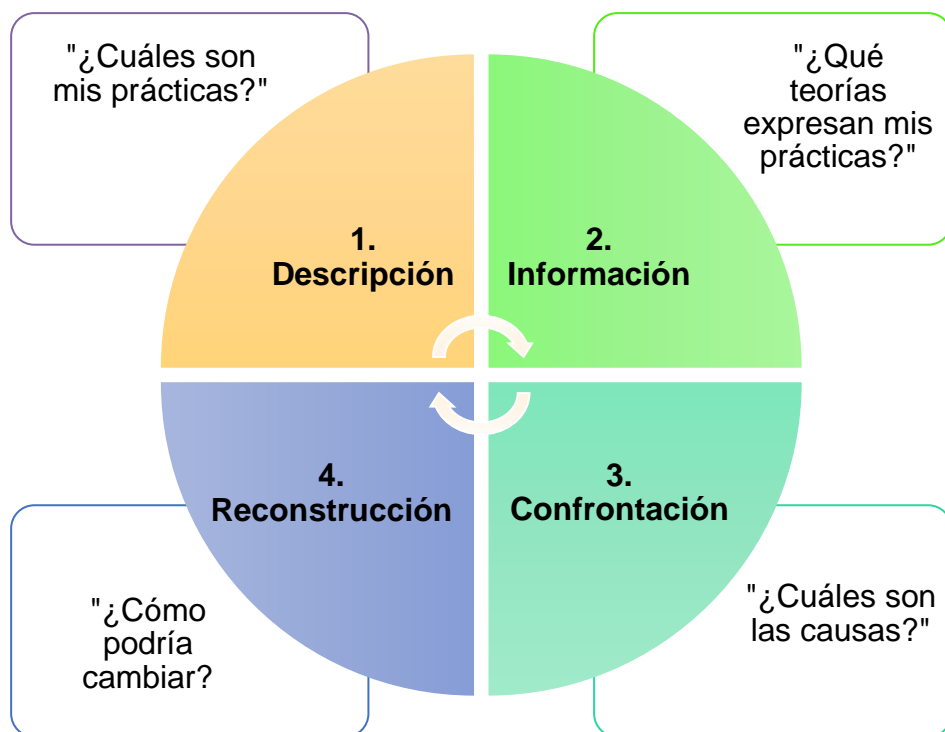 "¿Cuáles son
mis prácticas?"
"¿Qué
teorías
expresan mis
prácticas?"
1.
Descripción
2.
Información
4.
Reconstrucción
3.
Confrontación
"¿Cómo
podría
cambiar?
"¿Cuáles son
las causas?"